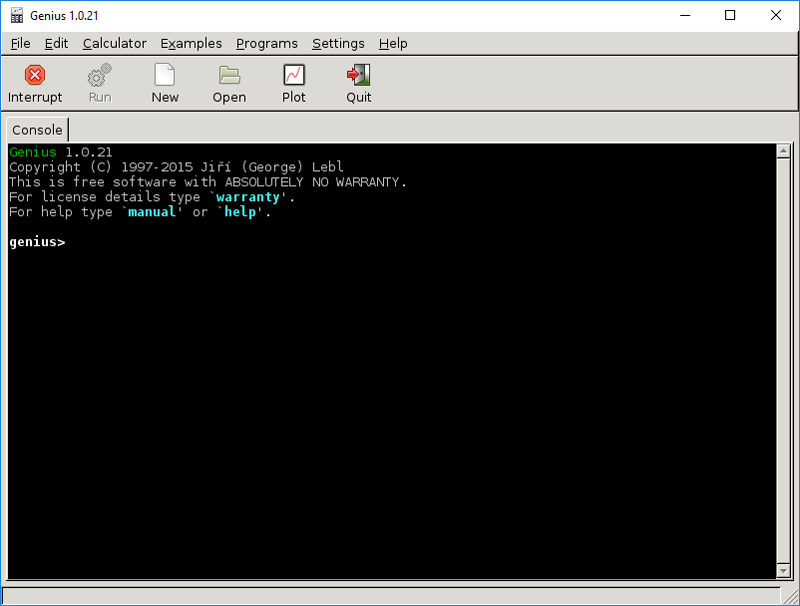 Genius 1.0.21
File Edit Calculator Examples Programs Settings Help
Interrupt Run New Open Plot Quit
Console
Genius 1.0.21
Copyright (C) 1997-2015 Jiří (George) Lebl
This is free software with ABSOLUTELY NO WARRANTY.
For license details type `warranty'.
For help type `manual' or `help'.
genius>